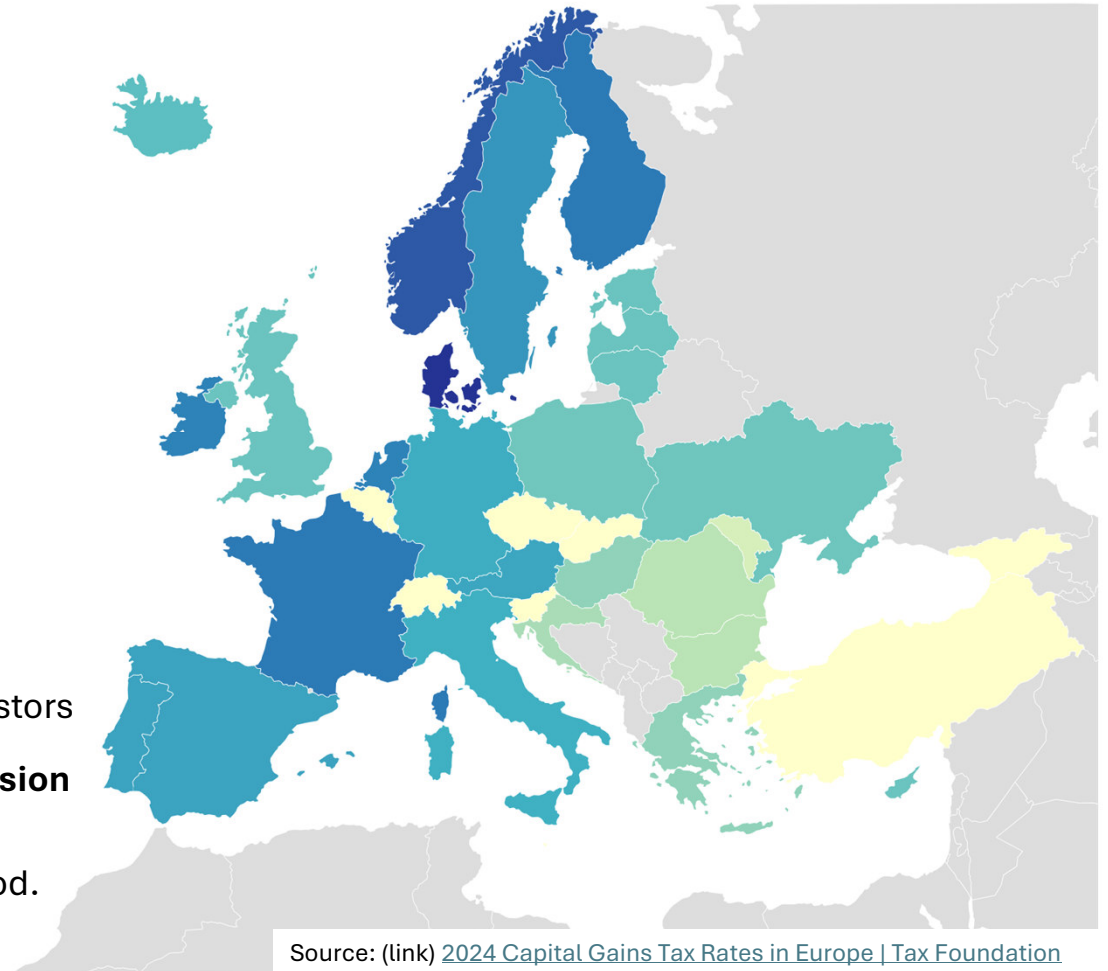 stors
sion
od.
Source: (link) 2024 Capital Gains Tax Rates in Europe | Tax Foundation